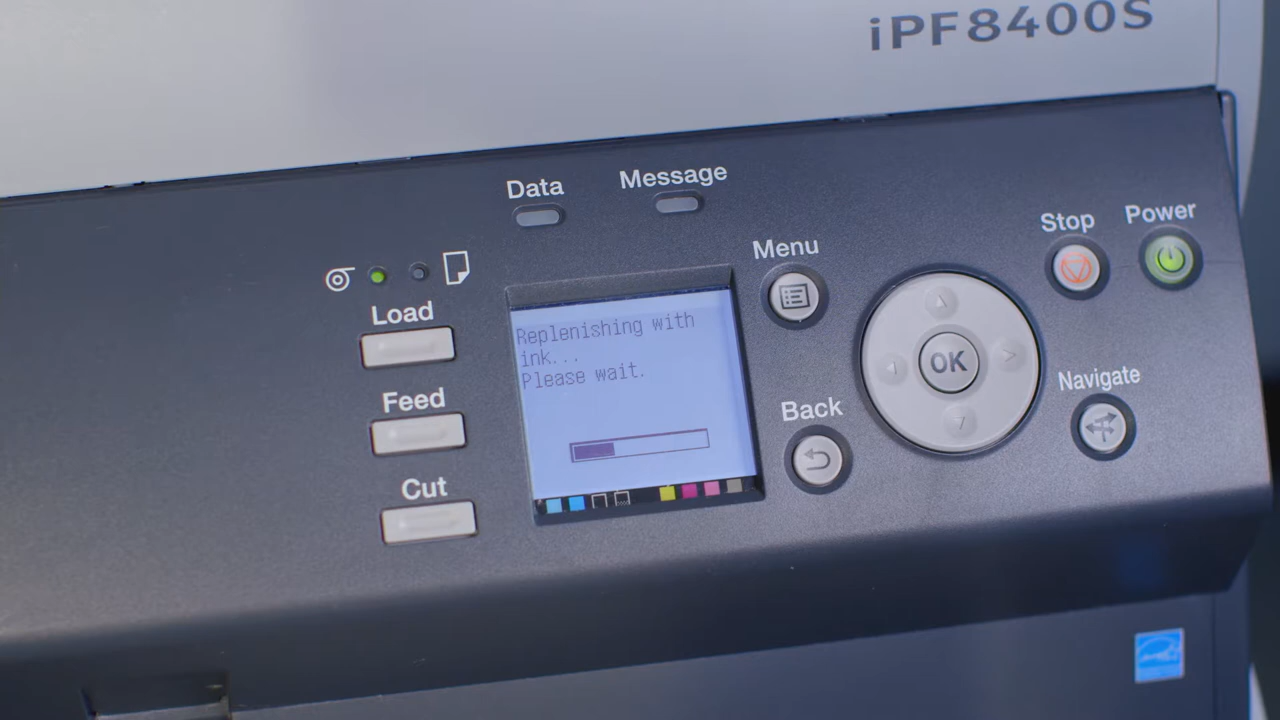 iPF8400S
Data
Message
Stop
Power
Menu
Load
Replenishing with
ink...
Please wait.
OK
Navigate
Feed
Back
Cut